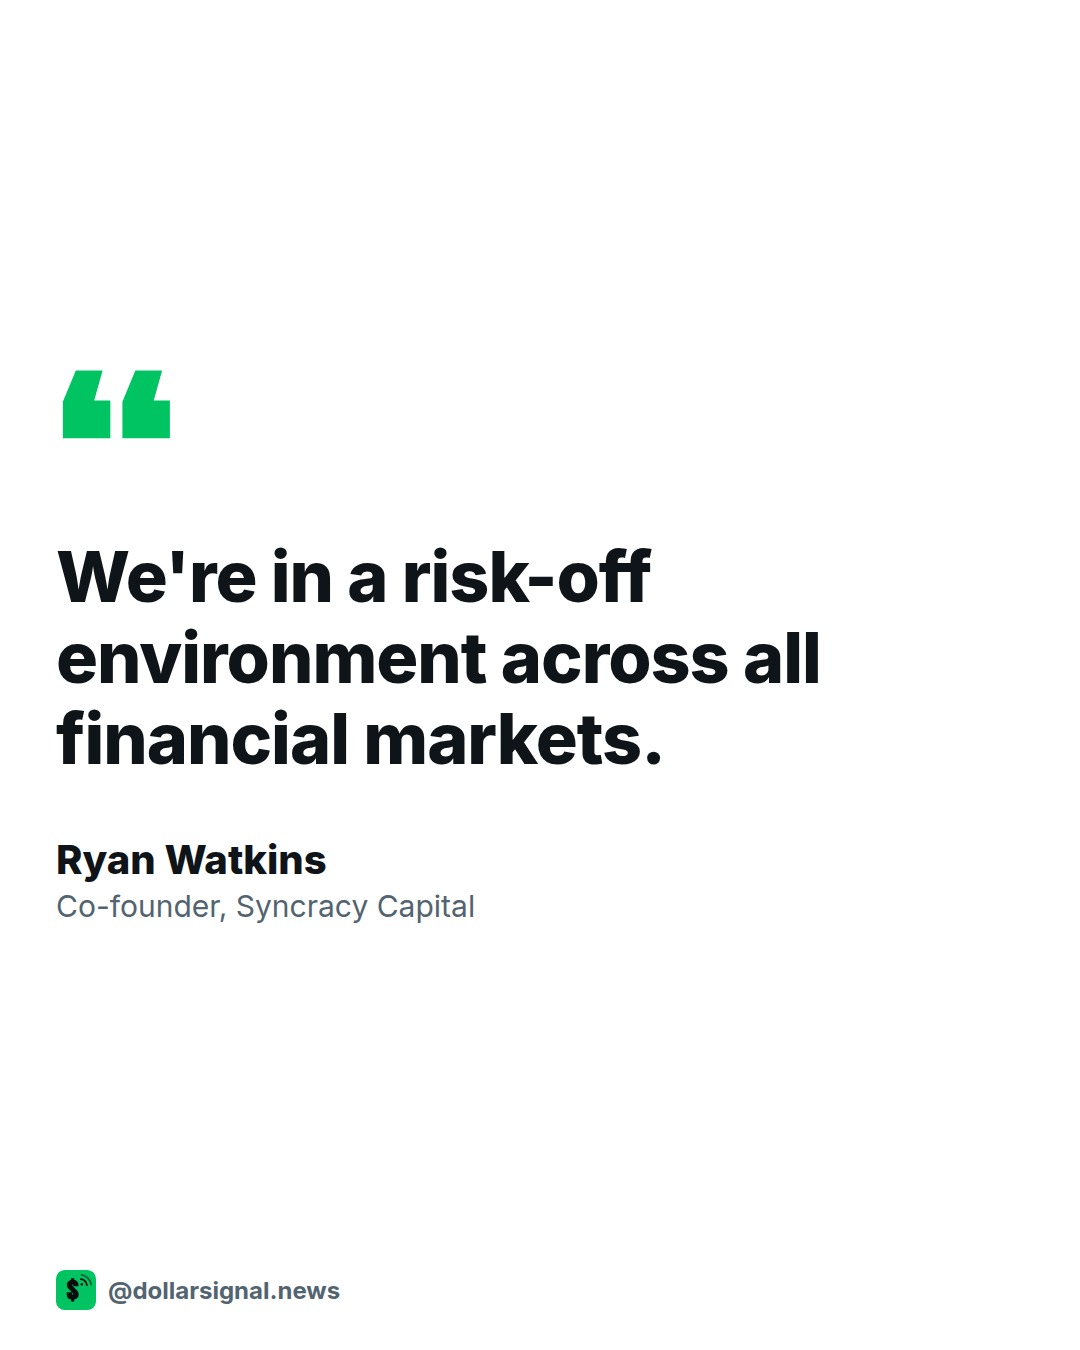 “
We're in a risk-off
environment across all
financial markets.
Ryan Watkins
Co-founder, Syncracy Capital
$ @dollarsignal.news